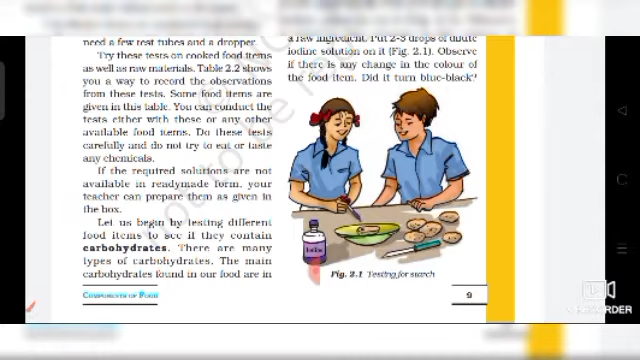 need a few test tubes and a dropper.
Try these tests on cooked food items
as well as raw materials. Table 2.2 shows
you a way to record the observations
from these tests. Some food items are
given in this table. You can conduct the
tests either with these or any other
available food items. Do these tests
carefully and do not try to eat or taste
any chemicals.
If the required solutions are not
available in readymade form, your
teacher can prepare them as given in
the box.
Let us begin by testing different
food items to see if they contain
carbohydrates. There are many
types of carbohydrates. The main
carbohydrates found in our food are in
a raw ingredient. Put 2-3 drops of dilute
iodine solution on it (Fig. 2.1). Observe
if there is any change in the colour of
the food item. Did it turn blue-black?
Iodine
Fig. 2.1 Testing for starch
COMPONENTS OF FOOD
9
RECORDER